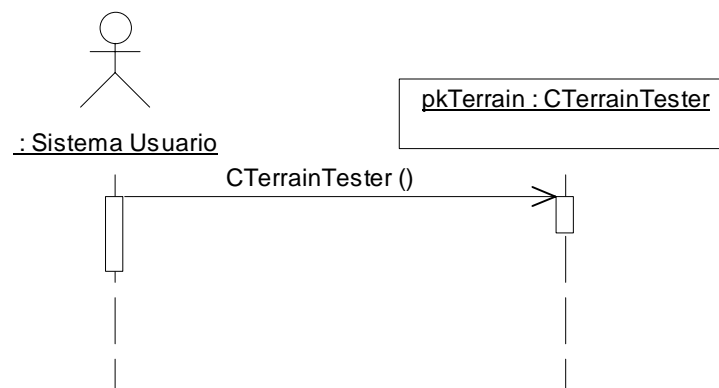 pkTerrain : CTerrainTester
: Sistema Usuario
CTerrainTester ()